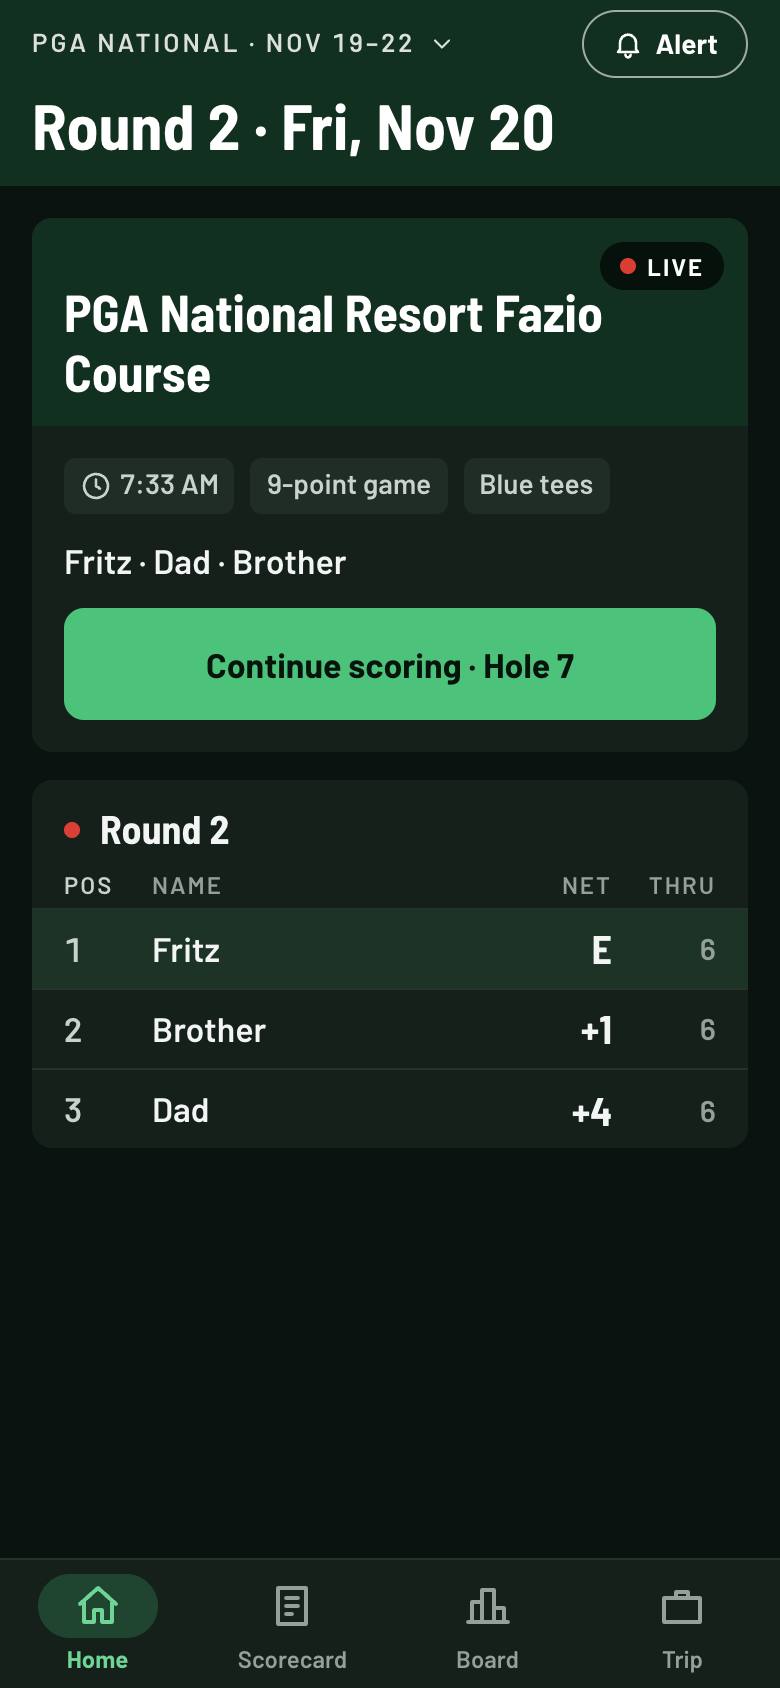 PGA NATIONAL · NOV 19–22
Alert
Round 2 · Fri, Nov 20
LIVE
PGA National Resort Fazio
Course
7:33 AM
9-point game
Blue tees
Fritz · Dad · Brother
Continue scoring · Hole 7
Round 2
POS NAME NET THRU
1 Fritz E 6
2 Brother +1 6
3 Dad +4 6
Home Scorecard Board Trip